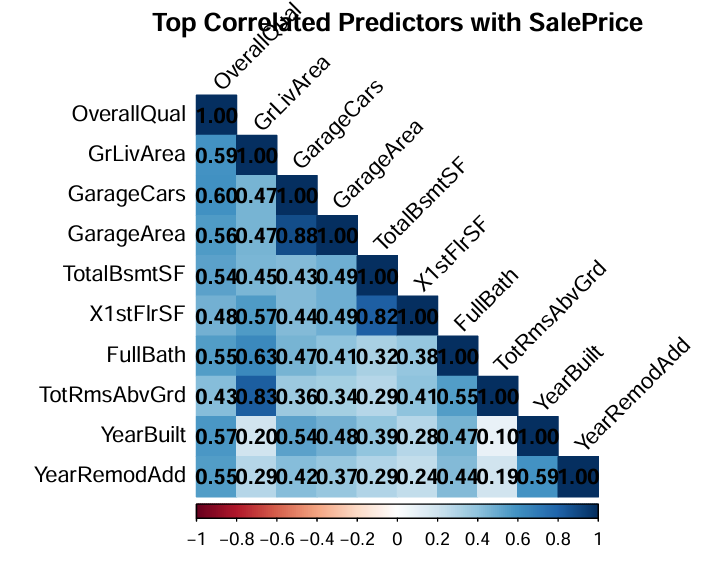 Top Correlated Predictors with SalePrice
OverallQual
GrLivArea
GarageCars
GarageArea
TotalBsmtSF
X1stFlrSF
FullBath
TotRmsAbvGrd
YearBuilt
YearRemodAdd
OverallQual 1.00
GrLivArea 0.59 1.00
GarageCars 0.60 0.47 1.00
GarageArea 0.56 0.47 0.88 1.00
TotalBsmtSF 0.54 0.45 0.43 0.49 1.00
X1stFlrSF 0.48 0.57 0.44 0.49 0.82 1.00
FullBath 0.55 0.63 0.47 0.41 0.32 0.38 1.00
TotRmsAbvGrd 0.43 0.83 0.36 0.34 0.29 0.41 0.55 1.00
YearBuilt 0.57 0.20 0.54 0.48 0.39 0.28 0.47 0.10 1.00
YearRemodAdd 0.55 0.29 0.42 0.37 0.29 0.24 0.44 0.19 0.59 1.00
−1 −0.8 −0.6 −0.4 −0.2 0 0.2 0.4 0.6 0.8 1